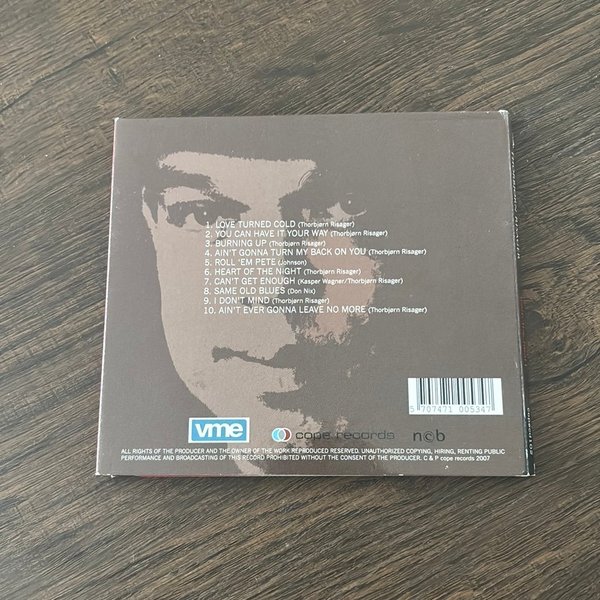 1. LOVE TURNED COLD (Thorbjørn Risager)
2. YOU CAN HAVE IT YOUR WAY (Thorbjørn Risager)
3. BURNING UP (Thorbjørn Risager)
4. AIN'T GONNA TURN MY BACK ON YOU (Thorbjørn Risager)
5. ROLL 'EM PETE (Johnson)
6. HEART OF THE NIGHT (Thorbjørn Risager)
7. CAN'T GET ENOUGH (Kasper Wagner/Thorbjørn Risager)
8. SAME OLD BLUES (Don Nix)
9. I DON'T MIND (Thorbjørn Risager)
10. AIN'T EVER GONNA LEAVE NO MORE (Thorbjørn Risager)
5 707471 005347
vme
cope records
n©b
ALL RIGHTS OF THE PRODUCER AND THE OWNER OF THE WORK REPRODUCED RESERVED. UNAUTHORIZED COPYING, HIRING, RENTING PUBLIC
PERFORMANCE AND BROADCASTING OF THIS RECORD PROHIBITED WITHOUT THE CONSENT OF THE PRODUCER. C & P cope records 2007